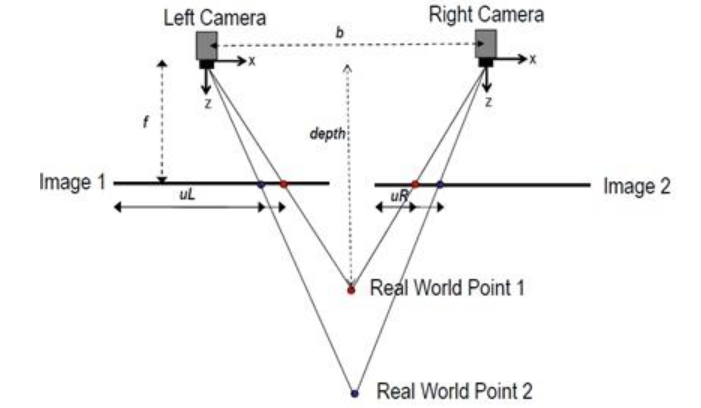 Left Camera
Right Camera
b
x
x
z
z
f
depth
Image 1
Image 2
uL
uR
Real World Point 1
Real World Point 2